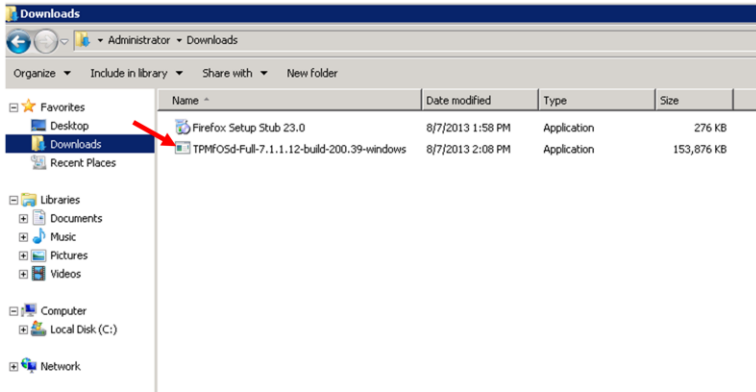 Downloads
Administrator Downloads
Organize Include in library Share with New folder
Name Date modified Type Size
Favorites
Desktop
Downloads
Recent Places
Libraries
Documents
Music
Pictures
Videos
Computer
Local Disk (C:)
Network
Firefox Setup Stub 23.0 8/7/2013 1:58 PM Application 276 KB
TPMfOSd-Full-7.1.1.12-build-200.39-windows 8/7/2013 2:08 PM Application 153,876 KB